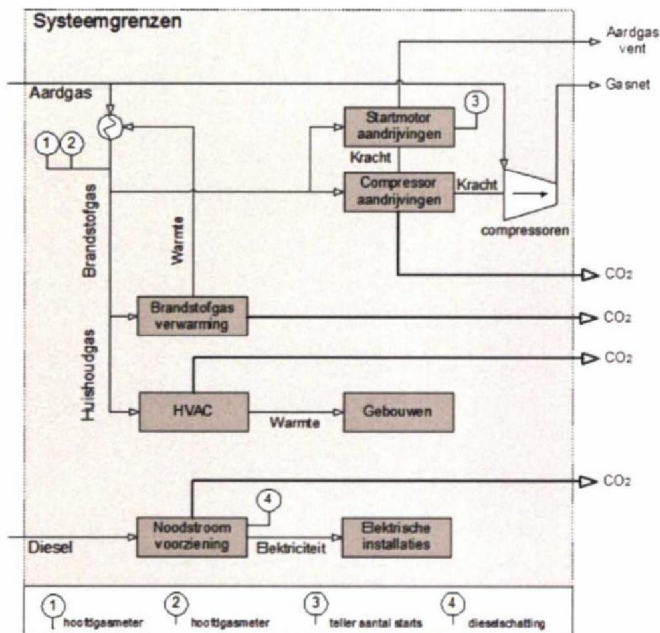 Systeemgrenzen
Aardgas
vent
Gasnet
Aardgas
3
Startmotor
aandrijvingen
1 2
Kracht
Compressor
aandrijvingen
Kracht
compressoren
Brandstofgas
Warmte
CO₂
Brandstofgas
verwarming
CO₂
CO₂
Huishoudgas
HVAC
Warmte
Gebouwen
CO₂
4
Diesel
Noodstroom
voorziening
Elektriciteit
Elektrische
installaties
1 hoofdgasmeter
2 hoofdgasmeter
3 teller aantal starts
4 dieselschatting